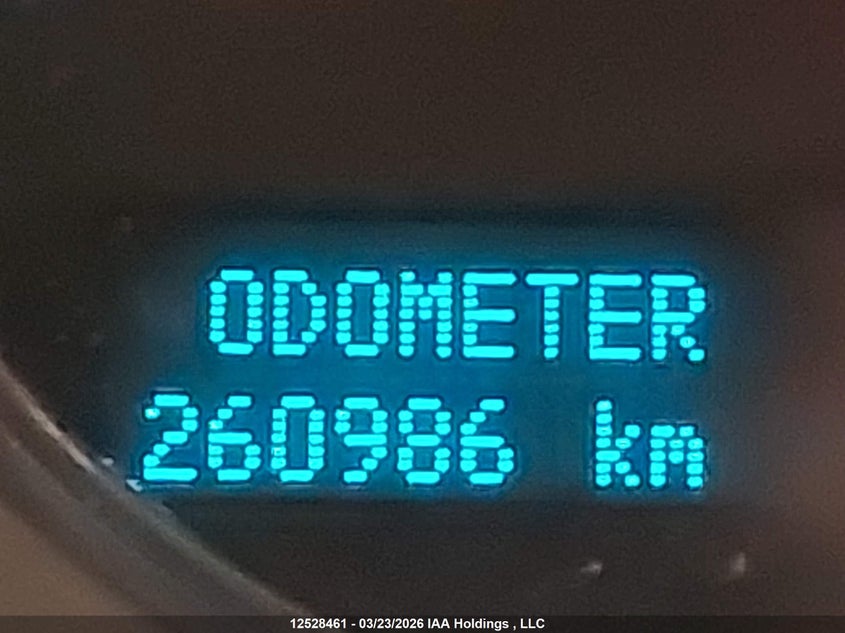 ODOMETER
260986 km
12528461 - 03/23/2026 IAA Holdings , LLC